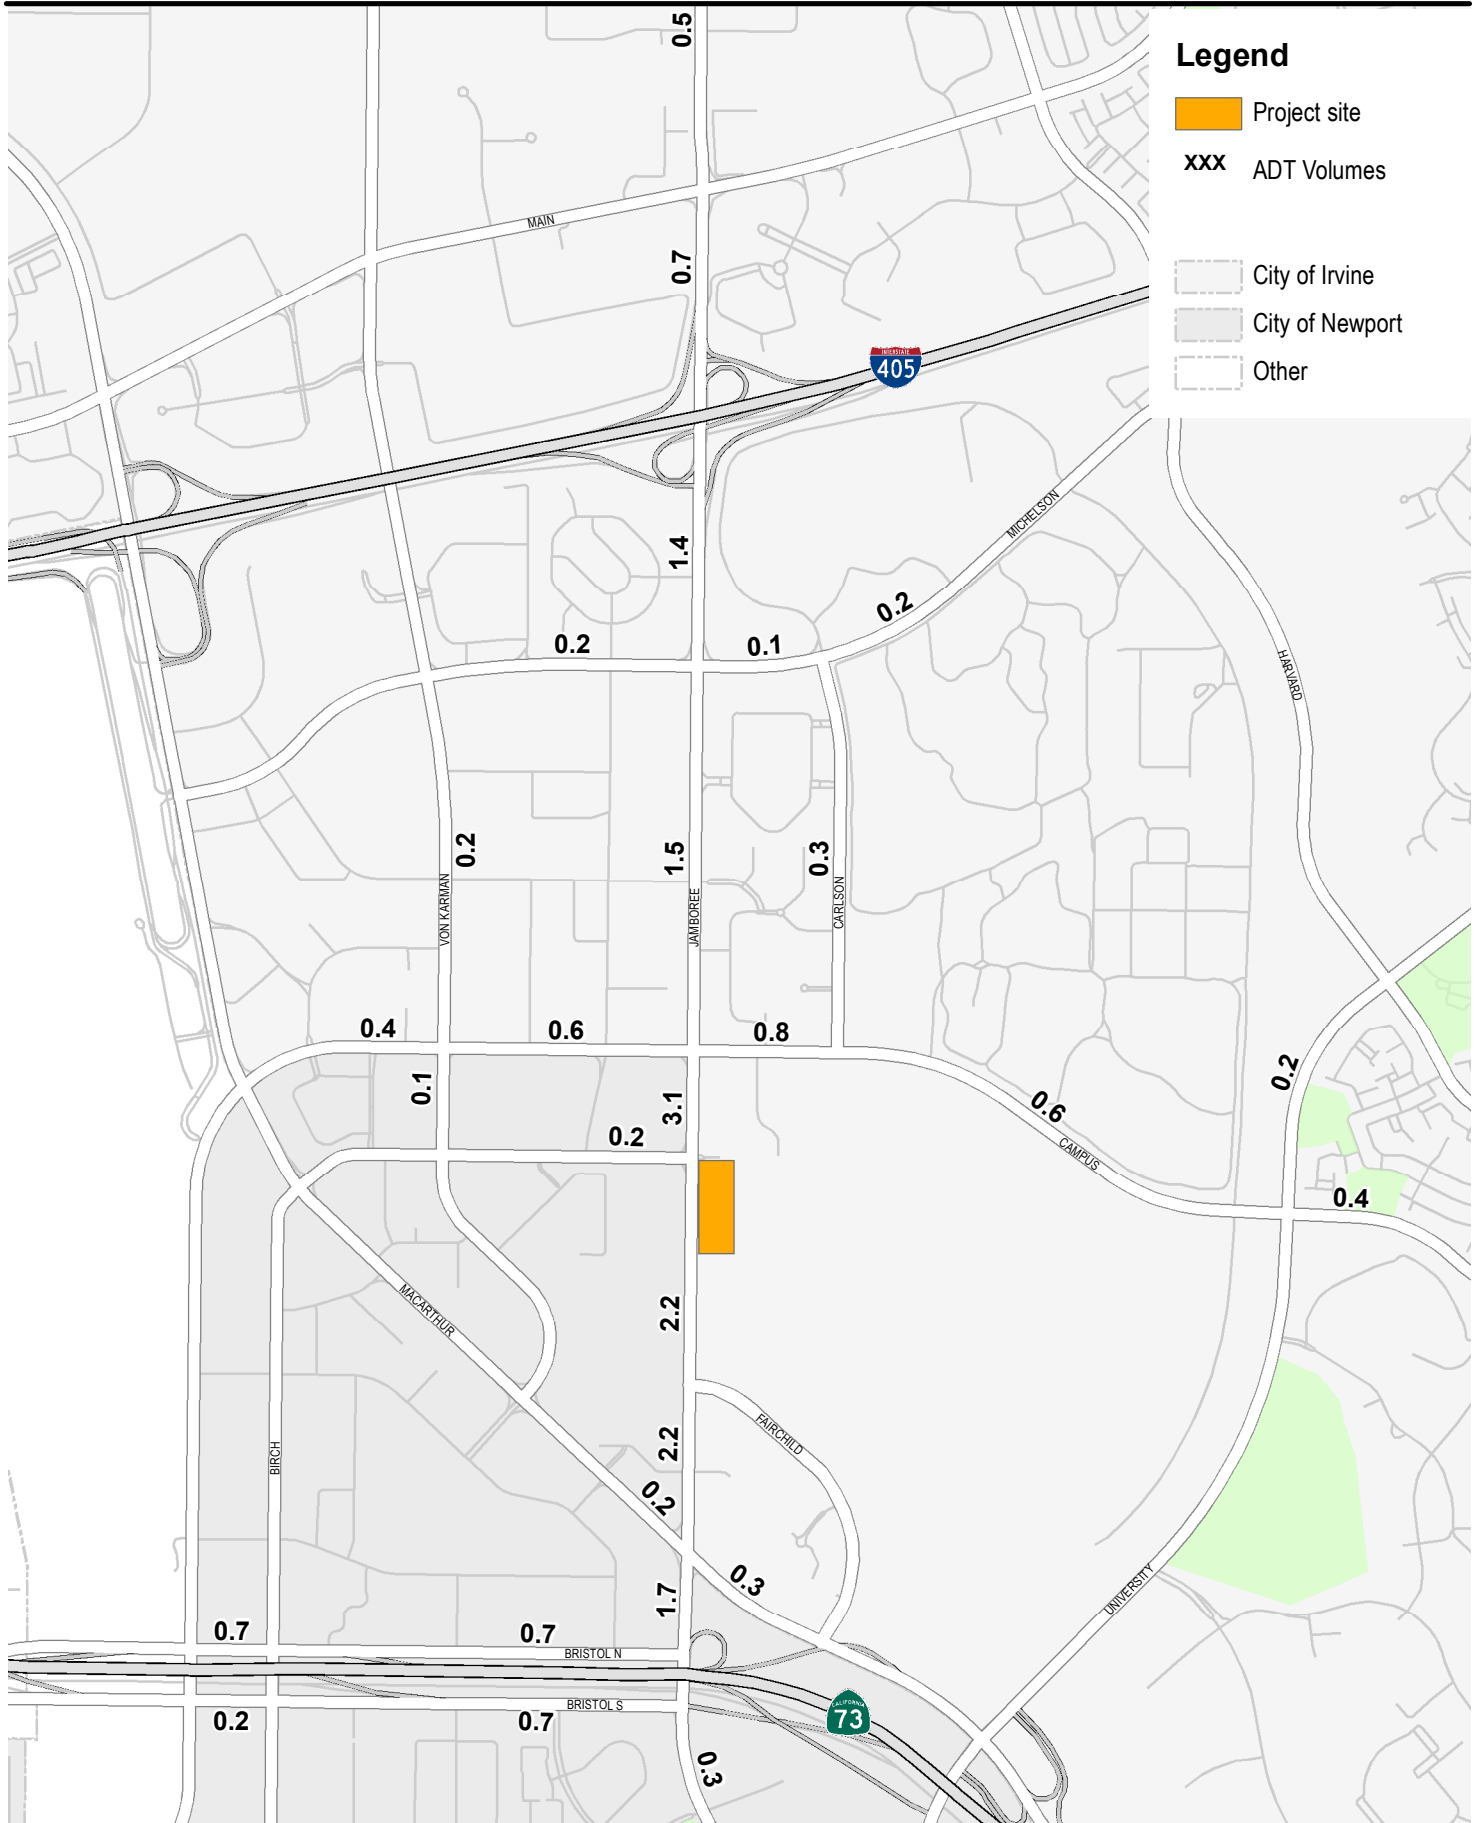 0.5
Legend
Project site
xxx ADT Volumes
MAIN
0.7
City of Irvine
City of Newport
Other
INTERSTATE
405
MICHELSON
1.4
0.2
0.2
0.1
HARVARD
0.2
1.5
0.3
VON KARMAN
JAMBOREE
CARLSON
0.4
0.6
0.8
0.1
3.1
0.2
0.6
0.2
CAMPUS
0.4
MACARTHUR
2.2
FAIRCHILD
BIRCH
2.2
0.2
0.3
1.7
UNIVERSITY
0.7
0.7
BRISTOL N
BRISTOL S
0.2
0.7
CALIFORNIA
73
0.3